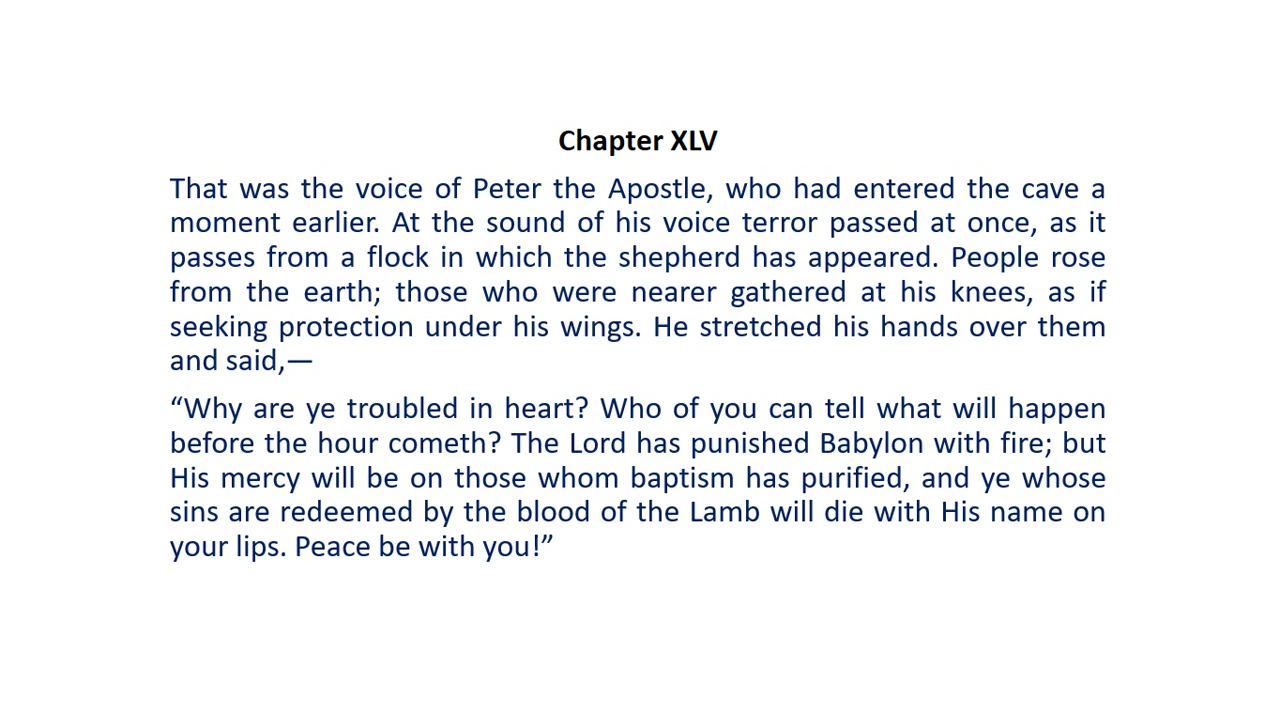 Chapter XLV
That was the voice of Peter the Apostle, who had entered the cave a
moment earlier. At the sound of his voice terror passed at once, as it
passes from a flock in which the shepherd has appeared. People rose
from the earth; those who were nearer gathered at his knees, as if
seeking protection under his wings. He stretched his hands over them
and said,—
“Why are ye troubled in heart? Who of you can tell what will happen
before the hour cometh? The Lord has punished Babylon with fire; but
His mercy will be on those whom baptism has purified, and ye whose
sins are redeemed by the blood of the Lamb will die with His name on
your lips. Peace be with you!”